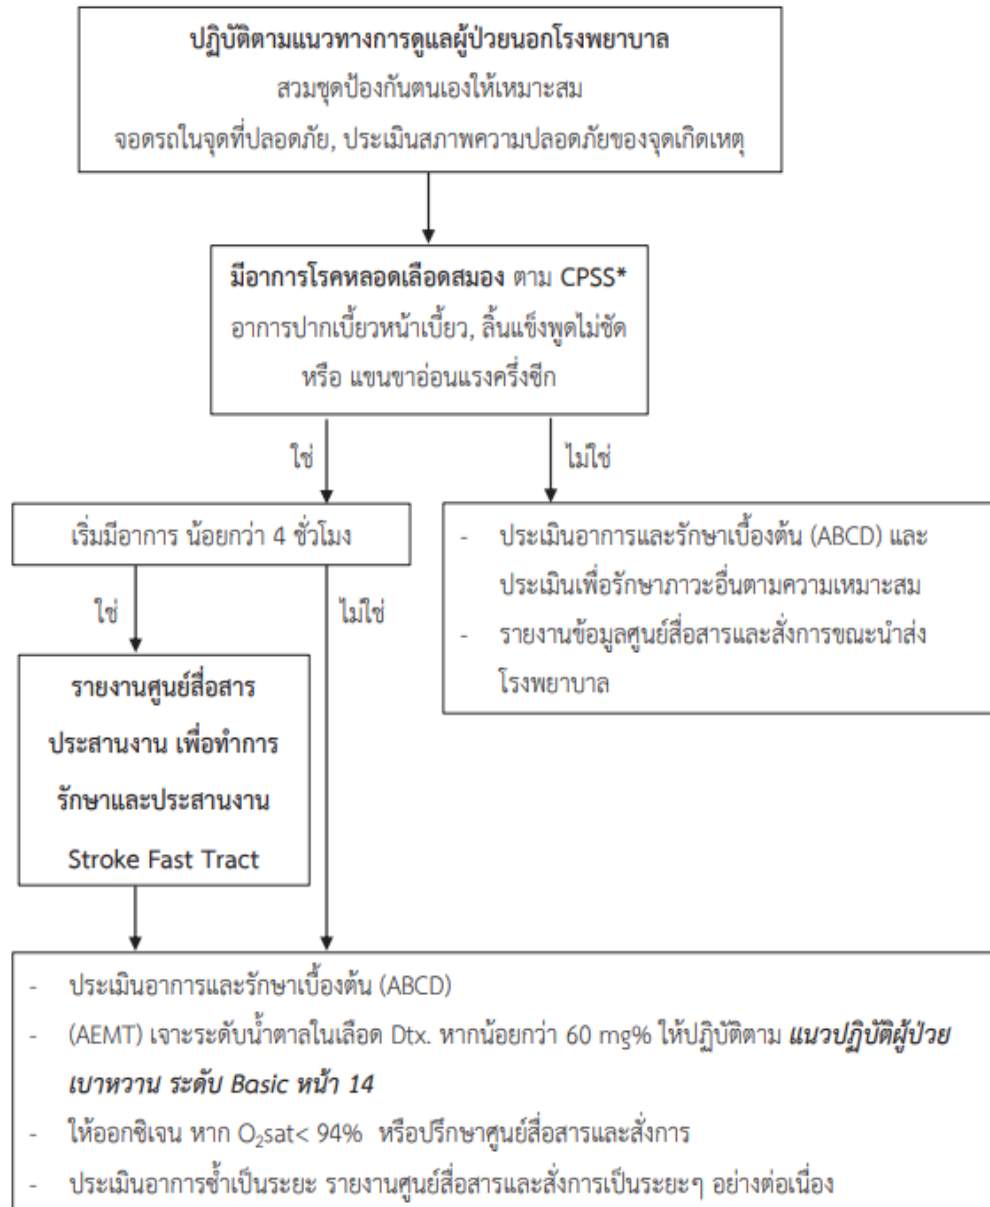 ปฏิบัติตามแนวทางการดูแลผู้ป่วยนอกโรงพยาบาล
สวมชุดป้องกันตนเองให้เหมาะสม
จอดรถในจุดที่ปลอดภัย, ประเมินสภาพความปลอดภัยของจุดเกิดเหตุ
มีอาการโรคหลอดเลือดสมอง ตาม CPSS*
อาการปากเบี้ยวหน้าเบี้ยว, ลิ้นแข็งพูดไม่ชัด
หรือ แขนขาอ่อนแรงครึ่งซีก
ใช่
ไม่ใช่
เริ่มมีอาการ น้อยกว่า 4 ชั่วโมง
- ประเมินอาการและรักษาเบื้องต้น (ABCD) และ
ประเมินเพื่อรักษาภาวะอื่นตามความเหมาะสม
- รายงานข้อมูลศูนย์สื่อสารและสั่งการขณะนำส่ง
โรงพยาบาล
ใช่
ไม่ใช่
รายงานศูนย์สื่อสาร
ประสานงาน เพื่อทำการ
รักษาและประสานงาน
Stroke Fast Tract
- ประเมินอาการและรักษาเบื้องต้น (ABCD)
- (AEMT) เจาะระดับน้ำตาลในเลือด Dtx. หากน้อยกว่า 60 mg% ให้ปฏิบัติตาม แนวปฏิบัติผู้ป่วย
เบาหวาน ระดับ Basic หน้า 14
- ให้ออกซิเจน หาก O₂sat< 94% หรือปรึกษาศูนย์สื่อสารและสั่งการ
- ประเมินอาการซ้ำเป็นระยะ รายงานศูนย์สื่อสารและสั่งการเป็นระยะๆ อย่างต่อเนื่อง